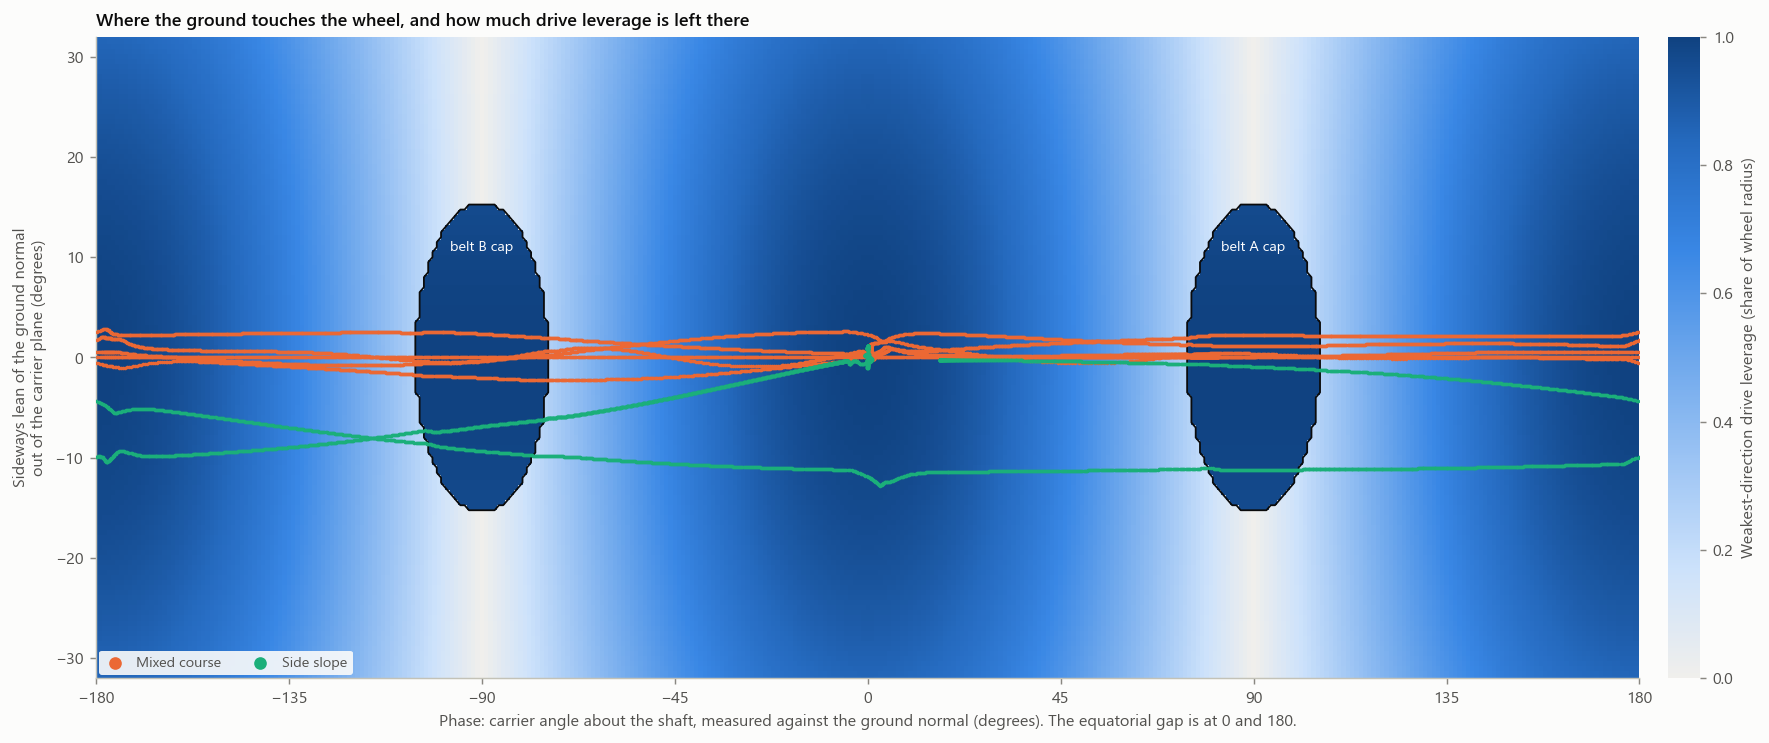 Where the ground touches the wheel, and how much drive leverage is left there
Sideways lean of the ground normal
out of the carrier plane (degrees)
30
20
10
0
−10
−20
−30
belt B cap
belt A cap
Mixed course
Side slope
−180
−135
−90
−45
0
45
90
135
180
Phase: carrier angle about the shaft, measured against the ground normal (degrees). The equatorial gap is at 0 and 180.
1.0
0.8
0.6
0.4
0.2
0.0
Weakest-direction drive leverage (share of wheel radius)